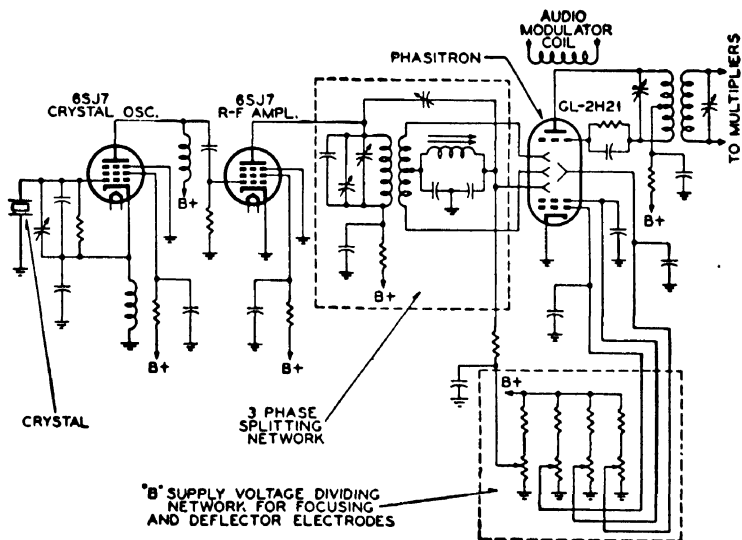 AUDIO
MODULATOR
COIL
PHASITRON
6SJ7
CRYSTAL OSC.
6SJ7
R-F AMPL.
GL-2H21
TO MULTIPLIERS
B+
B+
B+
B+
B+
CRYSTAL
3 PHASE
SPLITTING
NETWORK
B+
"B" SUPPLY VOLTAGE DIVIDING
NETWORK FOR FOCUSING
AND DEFLECTOR ELECTRODES